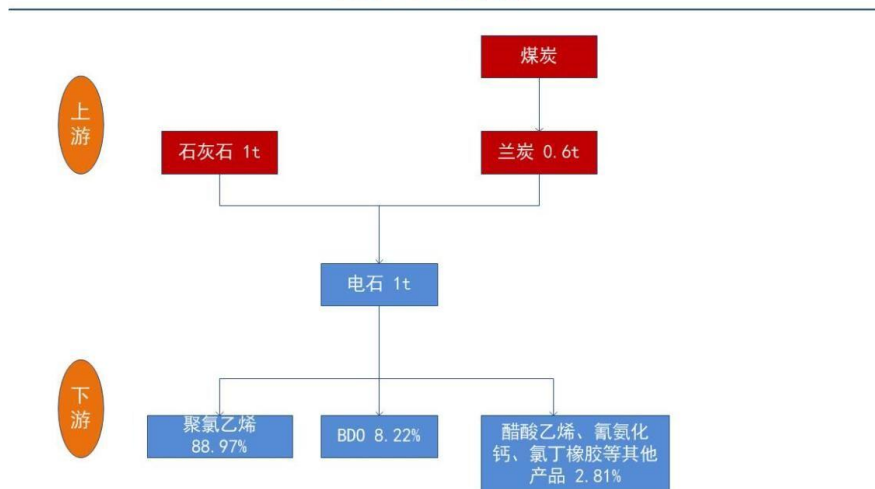 煤炭
上
游
石灰石 1t
兰炭 0.6t
电石 1t
下
游
聚氯乙烯
88.97%
BDO 8.22%
醋酸乙烯、氰氨化
钙、氯丁橡胶等其他
产品 2.81%